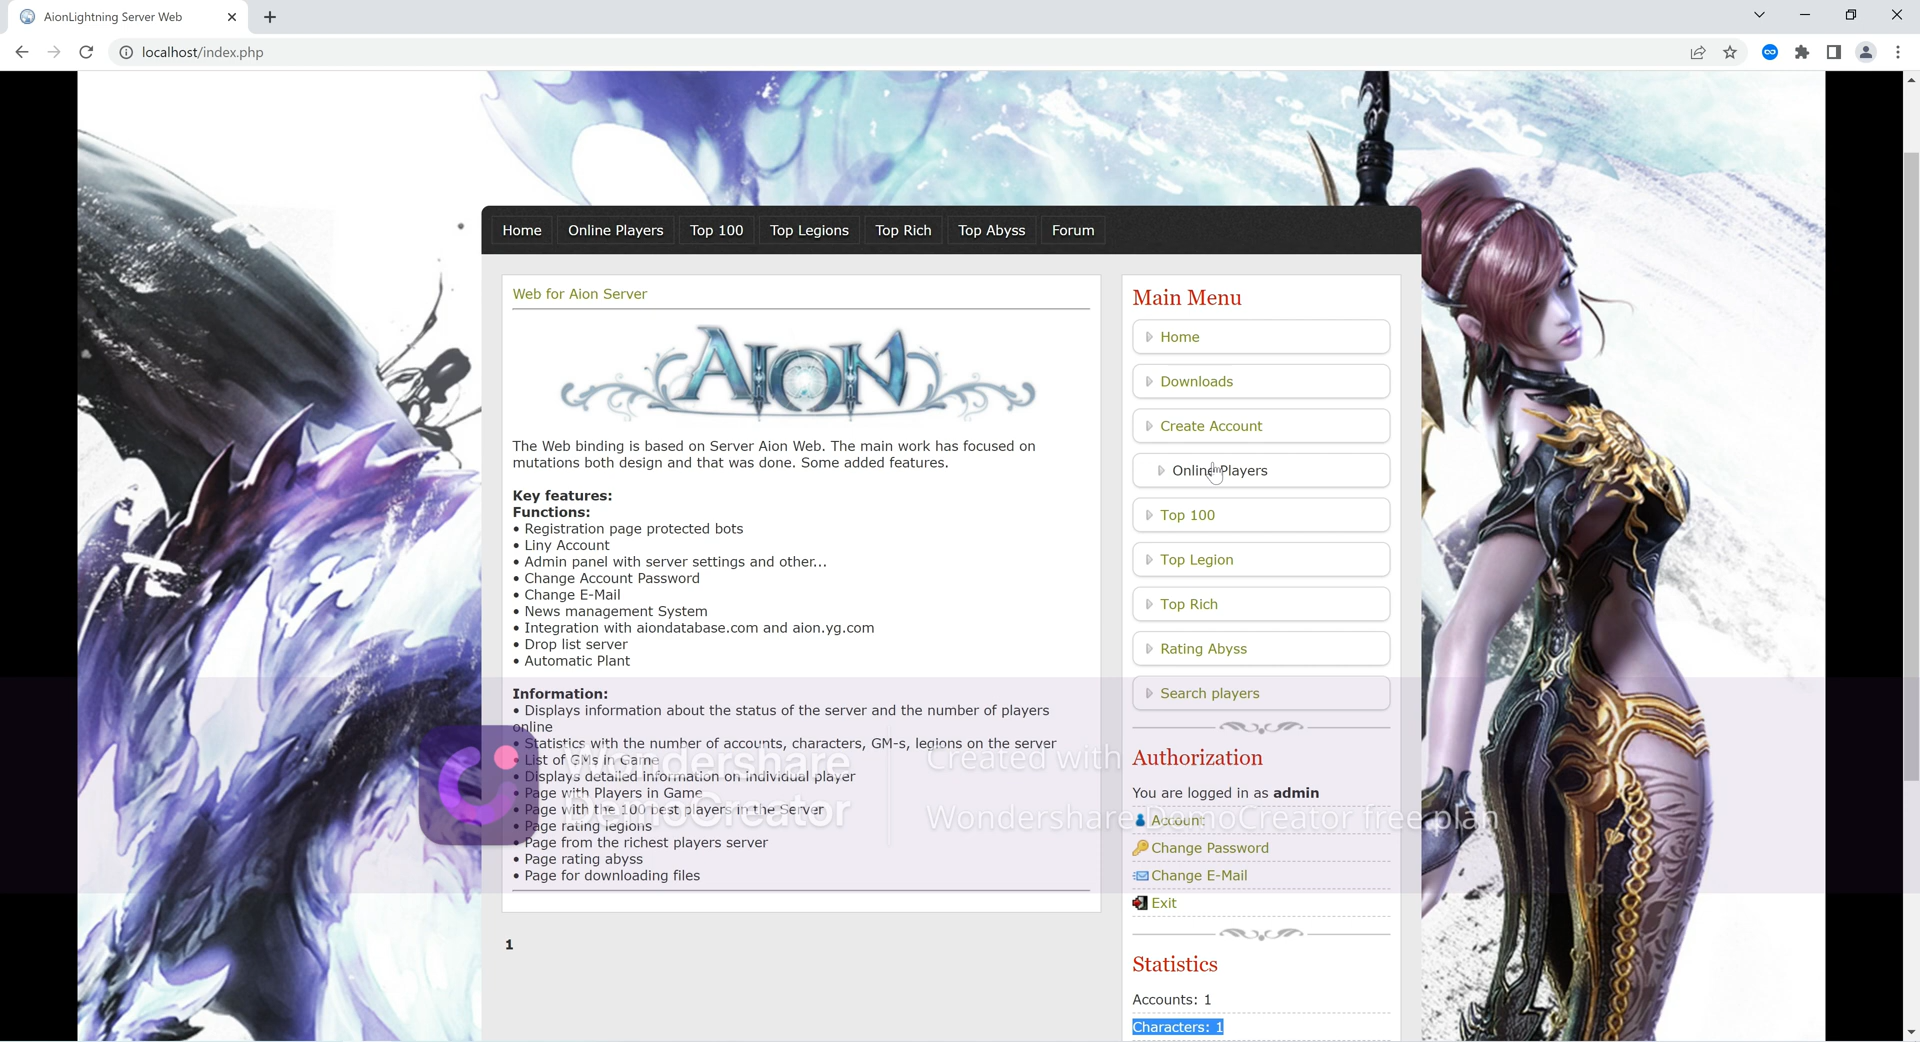 AionLightning Server Web
localhost/index.php
Home Online Players Top 100 Top Legions Top Rich Top Abyss Forum
Web for Aion Server
AION
The Web binding is based on Server Aion Web. The main work has focused on
mutations both design and that was done. Some added features.
Key features:
Functions:
• Registration page protected bots
• Liny Account
• Admin panel with server settings and other...
• Change Account Password
• Change E-Mail
• News management System
• Integration with aiondatabase.com and aion.yg.com
• Drop list server
• Automatic Plant
Information:
• Displays information about the status of the server and the number of players
online
• Statistics with the number of accounts, characters, GM-s, legions on the server
• List of GMs in Game
• Displays detailed information on individual player
• Page with Players in Game
• Page with the 100 best players in the Server
• Page rating legions
• Page from the richest players server
• Page rating abyss
• Page for downloading files
1
Main Menu
Home
Downloads
Create Account
Online Players
Top 100
Top Legion
Top Rich
Rating Abyss
Search players
Authorization
You are logged in as admin
Account
Change Password
Change E-Mail
Exit
Statistics
Accounts: 1
Characters: 1
Wondershare
DemoCreator
Created with
Wondershare DemoCreator free plan